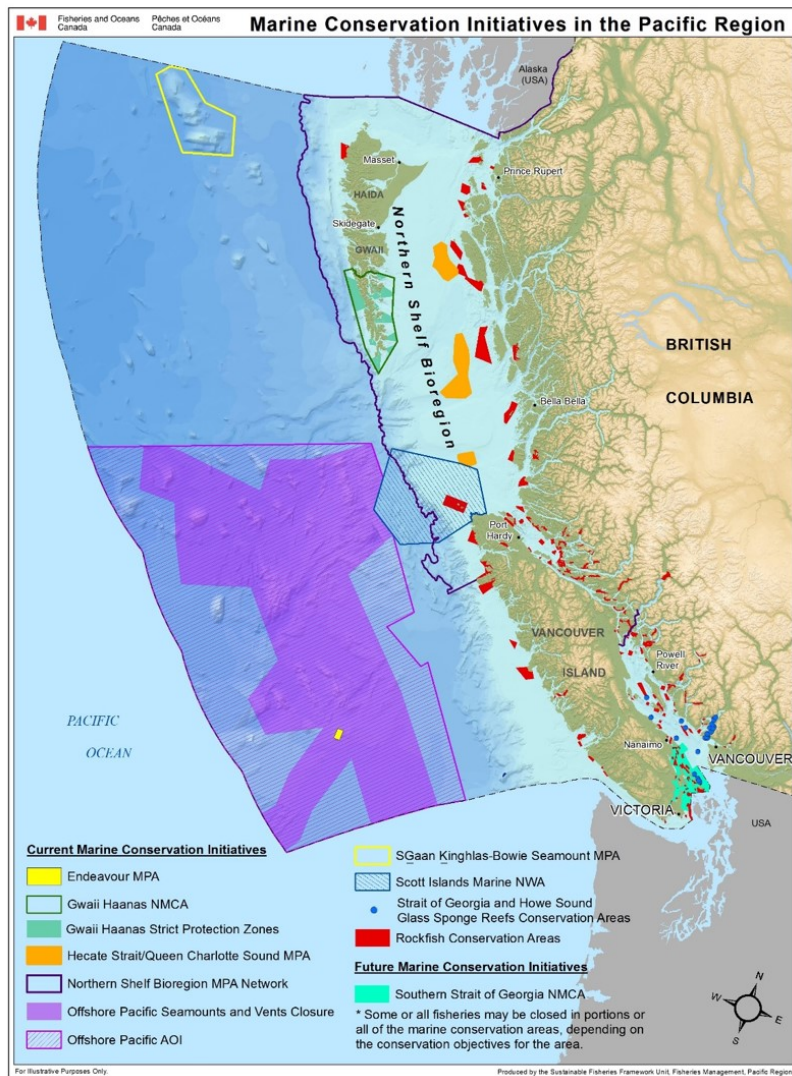 Fisheries and Oceans Canada
Pêches et Océans Canada
Marine Conservation Initiatives in the Pacific Region
Alaska
(USA)
Masset
Prince Rupert
HAIDA
Skidegate
GWAII
Northern Shelf Bioregion
BRITISH
COLUMBIA
Bella Bella
Port
Hardy
VANCOUVER
ISLAND
Powell
River
PACIFIC
OCEAN
Nanaimo
VANCOUVER
VICTORIA
USA
Current Marine Conservation Initiatives
Endeavour MPA
Gwaii Haanas NMCA
Gwaii Haanas Strict Protection Zones
Hecate Strait/Queen Charlotte Sound MPA
Northern Shelf Bioregion MPA Network
Offshore Pacific Seamounts and Vents Closure
Offshore Pacific AOI
SG̲aan K̲inghlas-Bowie Seamount MPA
Scott Islands Marine NWA
Strait of Georgia and Howe Sound
Glass Sponge Reefs Conservation Areas
Rockfish Conservation Areas
Future Marine Conservation Initiatives
Southern Strait of Georgia NMCA
* Some or all fisheries may be closed in portions or
all of the marine conservation areas, depending on
the conservation objectives for the area.
N
W
E
S
For Illustrative Purposes Only.
Produced by the Sustainable Fisheries Framework Unit, Fisheries Management, Pacific Region